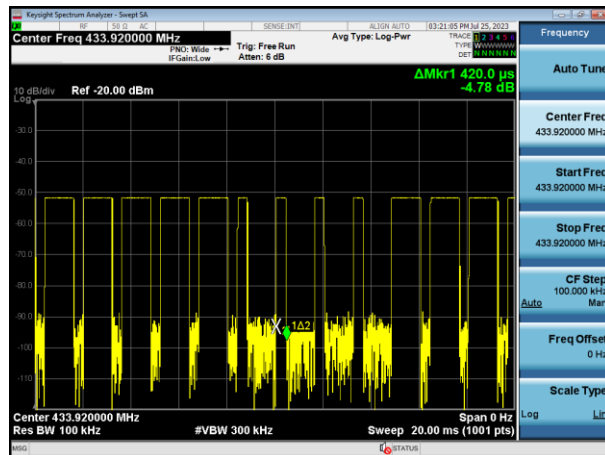 Keysight Spectrum Analyzer - Swept SA
RF 50 Ω AC SENSE:INT ALIGN AUTO 03:21:05 PM Jul 25, 2023
Center Freq 433.920000 MHz
PNO: Wide
IFGain:Low
Trig: Free Run
Atten: 6 dB
Avg Type: Log-Pwr
TRACE 1 2 3 4 5 6
TYPE WWWWWW
DET NNNNNN
ΔMkr1 420.0 µs
-4.78 dB
10 dB/div Ref -20.00 dBm
Log
-30.0
-40.0
-50.0
-60.0
-70.0
-80.0
-90.0
-100
-110
1Δ2
Center 433.920000 MHz Span 0 Hz
Res BW 100 kHz #VBW 300 kHz Sweep 20.00 ms (1001 pts)
MSG STATUS
Frequency
Auto Tune
Center Freq
433.920000 MHz
Start Freq
433.920000 MHz
Stop Freq
433.920000 MHz
CF Step
100.000 kHz
Auto Man
Freq Offset
0 Hz
Scale Type
Log Lin